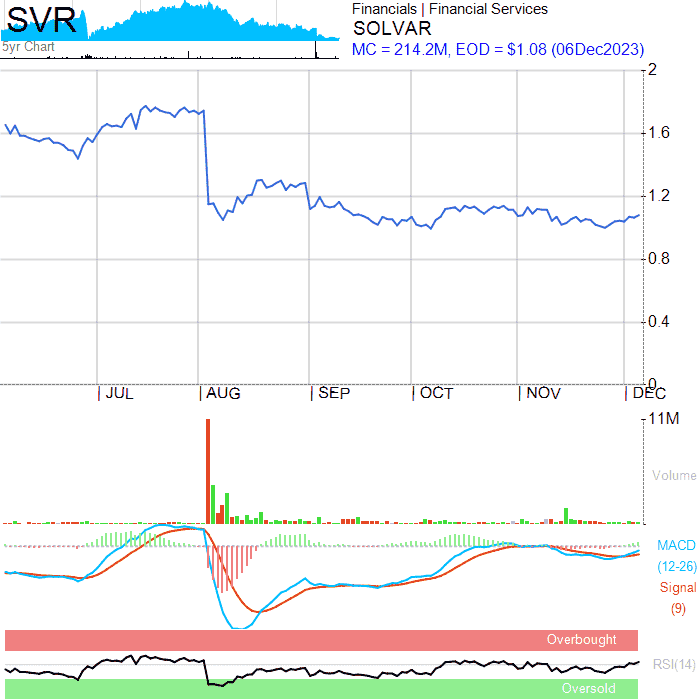 SVR
5yr Chart
Financials | Financial Services
SOLVAR
MC = 214.2M, EOD = $1.08 (06Dec2023)
2
1.6
1.2
0.8
0.4
0
JUL AUG SEP OCT NOV DEC
11M
Volume
MACD
(12-26)
Signal
(9)
Overbought
RSI(14)
Oversold